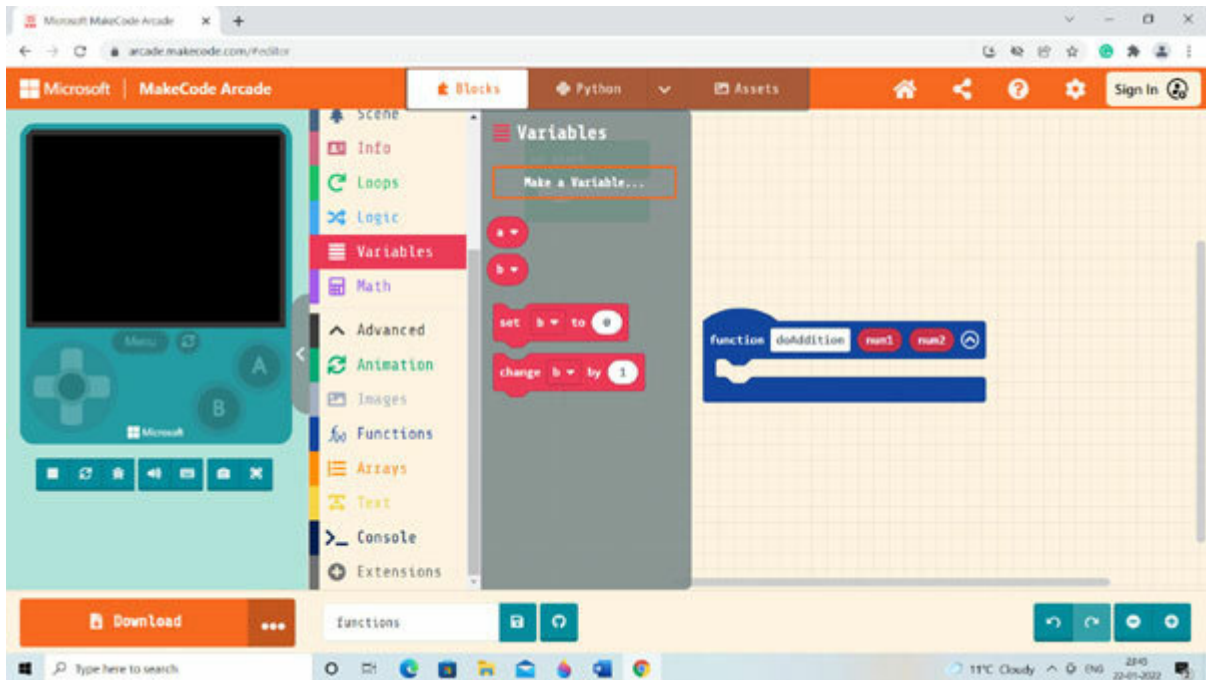 Microsoft MakeCode Arcade
arcade.makecode.com/#editor
Microsoft | MakeCode Arcade
Blocks
Python
Assets
Sign In
Scene
Info
Loops
Logic
Variables
Math
Advanced
Animation
Images
Functions
Arrays
Text
Console
Extensions
Variables
Make a Variable...
a
b
set b to 0
change b by 1
function doAddition num1 num2
Menu
A
B
Microsoft
Download
functions
Type here to search
11°C Cloudy
ENG
22-01-2022